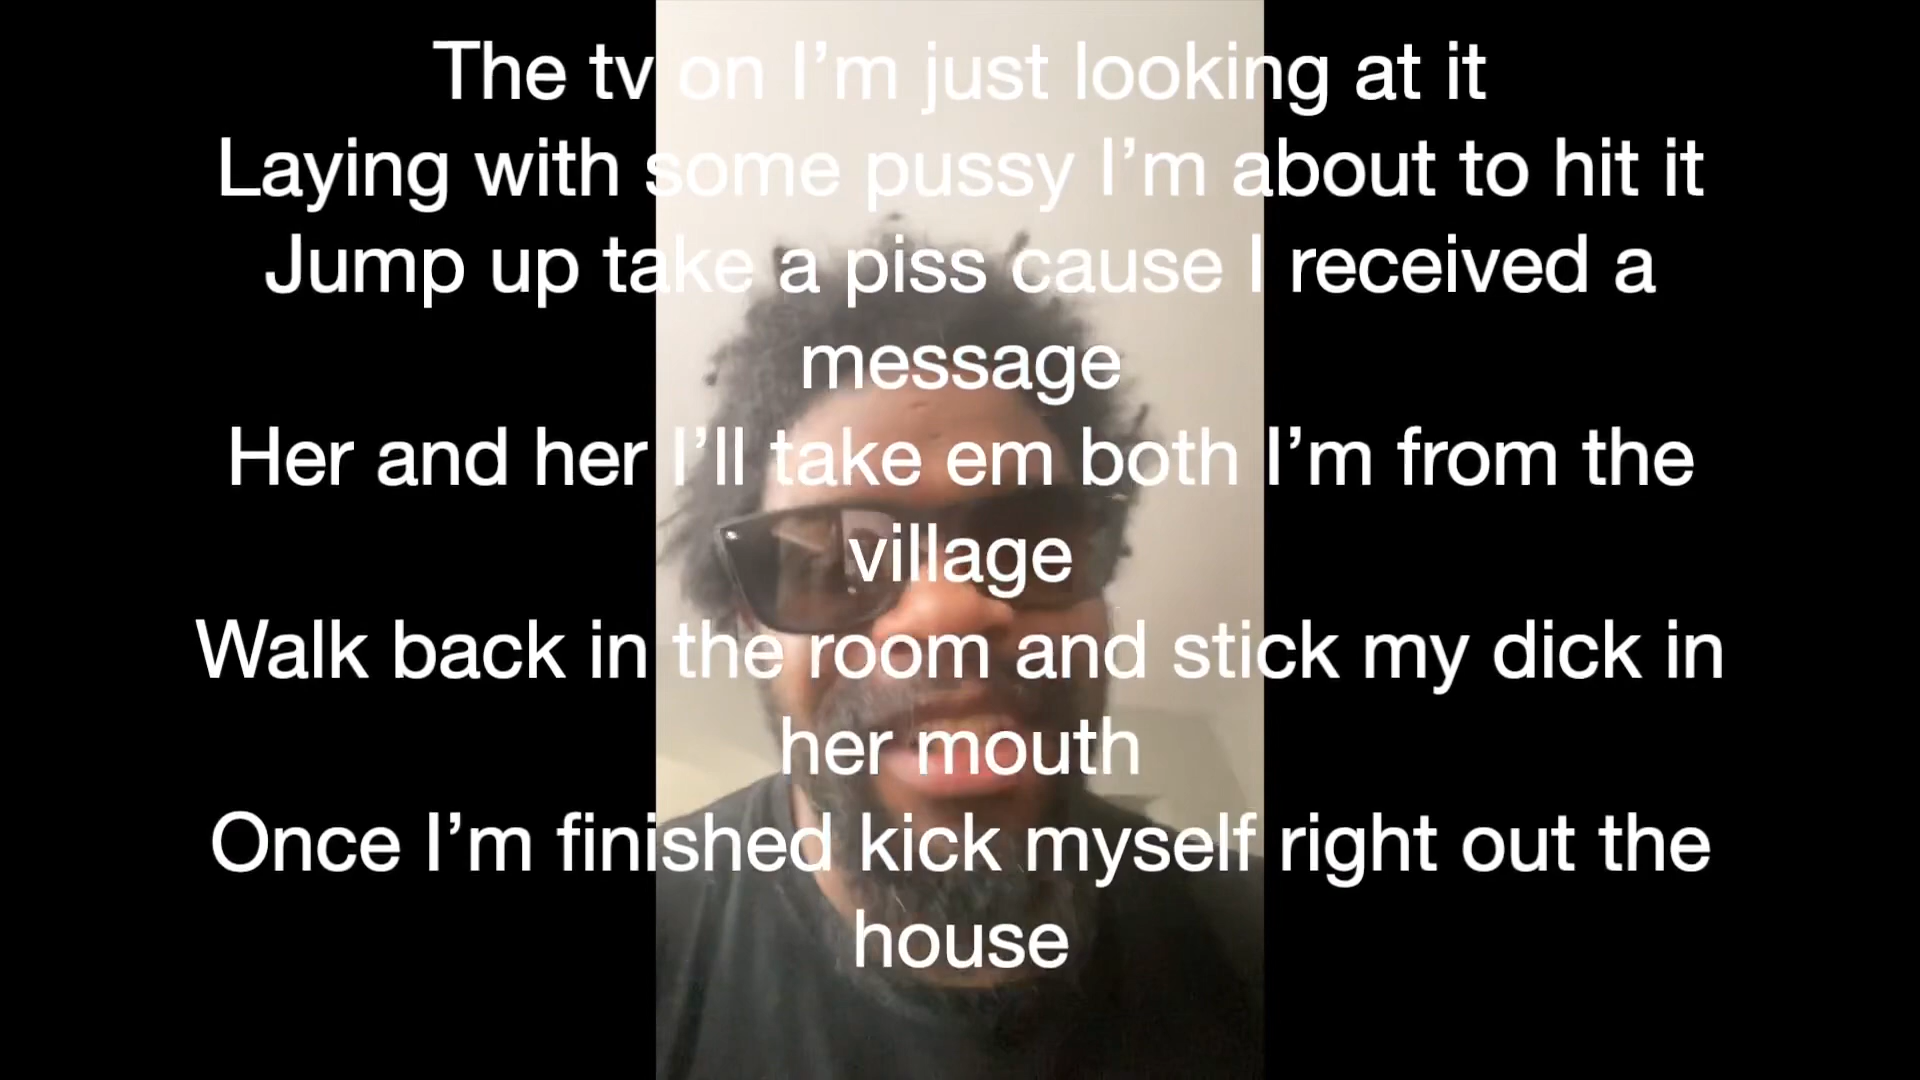 The tv on I’m just looking at it
Laying with some pussy I’m about to hit it
Jump up take a piss cause I received a
message
Her and her I’ll take em both I’m from the
village
Walk back in the room and stick my dick in
her mouth
Once I’m finished kick myself right out the
house